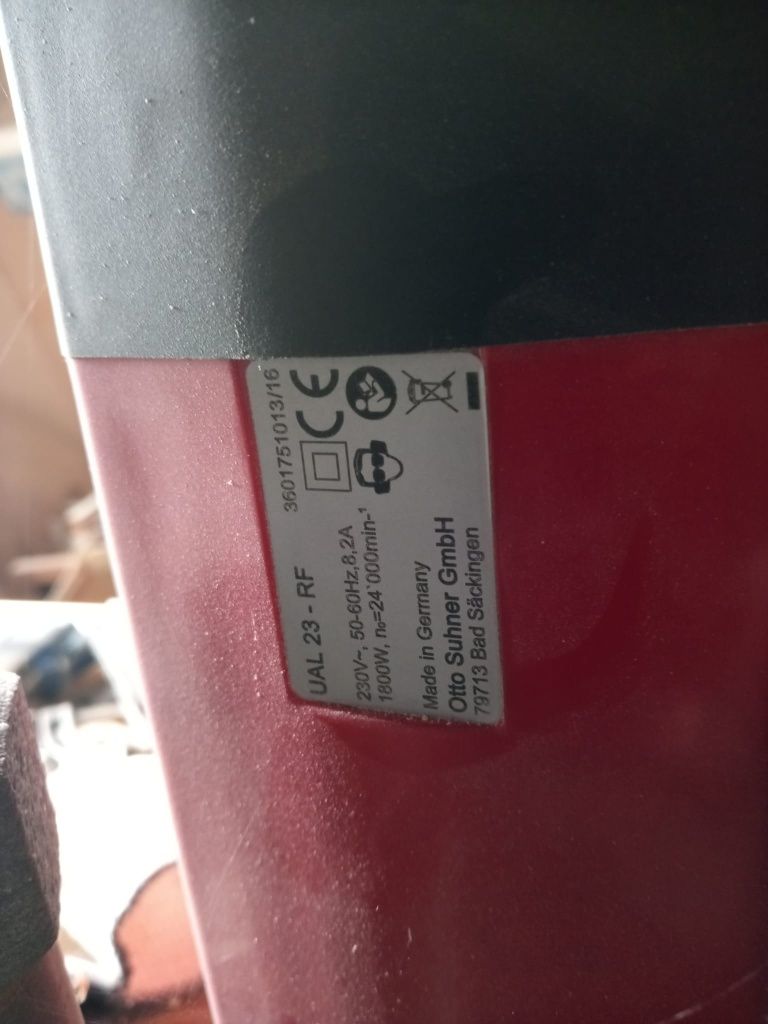 UAL 23 - RF 3601751013/16
230V~, 50-60Hz,8,2A
1800W, n₀=24`000min-¹
CE
Made in Germany
Otto Suhner GmbH
79713 Bad Säckingen